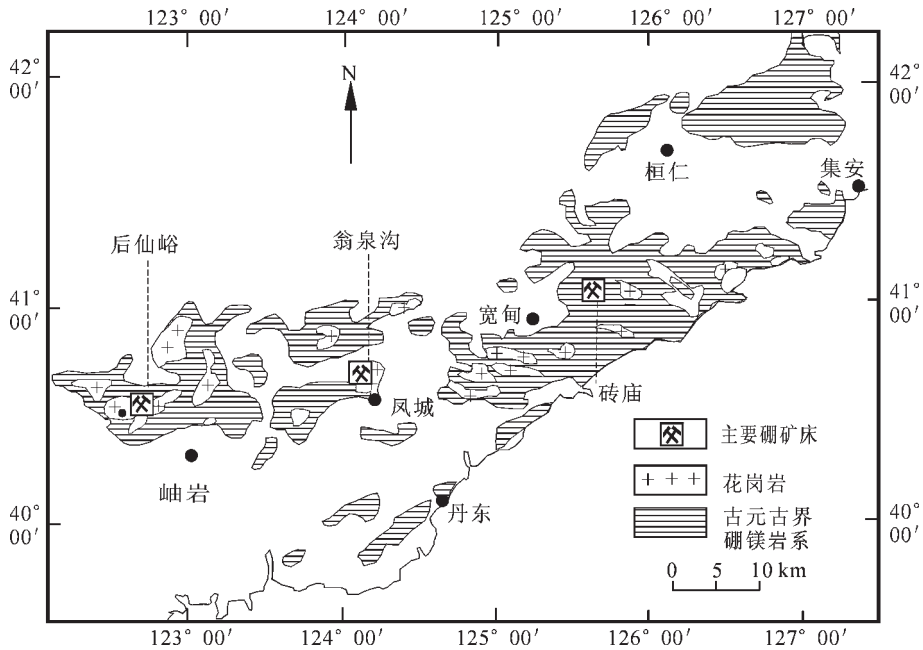 123° 00′ 124° 00′ 125° 00′ 126° 00′ 127° 00′
42°
00′
42°
00′
N
桓仁
集安
后仙峪
翁泉沟
41°
00′
41°
00′
宽甸
砖庙
凤城
主要硼矿床
岫岩
花岗岩
40°
00′
40°
00′
丹东
古元古界
硼镁岩系
0 5 10 km
123° 00′ 124° 00′ 125° 00′ 126° 00′ 127° 00′